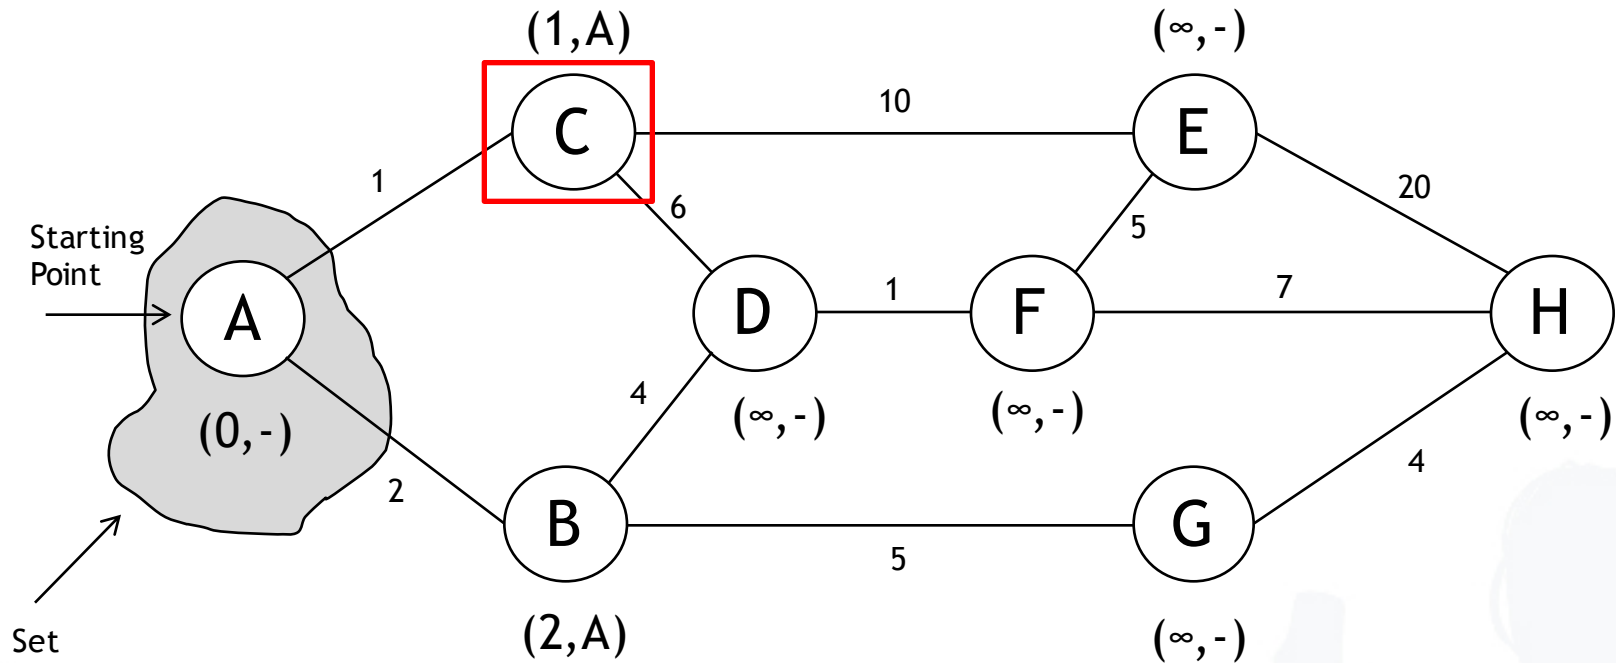 (1,A)
(∞,-)
C
E
10
1
6
20
5
Starting
Point
A
D
1
F
7
H
(0,-)
4
(∞,-)
(∞,-)
(∞,-)
2
4
B
G
5
Set
(2,A)
(∞,-)